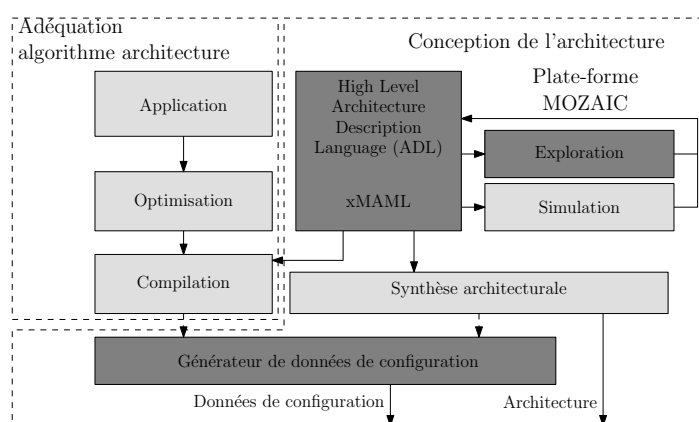 Adéquation
algorithme architecture
Conception de l'architecture
Plate-forme
MOZAIC
Application
High Level
Architecture
Description
Language (ADL)
xMAML
Exploration
Optimisation
Simulation
Compilation
Synthèse architecturale
Générateur de données de configuration
Données de configuration
Architecture